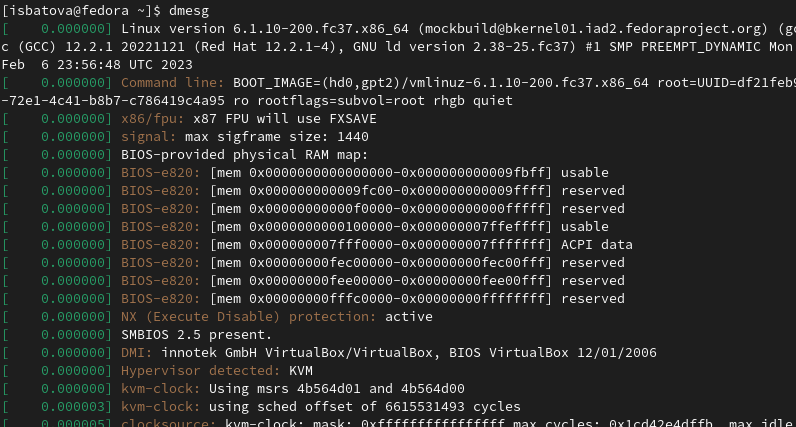 [isbatova@fedora ~]$ dmesg
[    0.000000] Linux version 6.1.10-200.fc37.x86_64 (mockbuild@bkernel01.iad2.fedoraproject.org) (gc
c (GCC) 12.2.1 20221121 (Red Hat 12.2.1-4), GNU ld version 2.38-25.fc37) #1 SMP PREEMPT_DYNAMIC Mon
Feb  6 23:56:48 UTC 2023
[    0.000000] Command line: BOOT_IMAGE=(hd0,gpt2)/vmlinuz-6.1.10-200.fc37.x86_64 root=UUID=df21feb9
-72e1-4c41-b8b7-c786419c4a95 ro rootflags=subvol=root rhgb quiet
[    0.000000] x86/fpu: x87 FPU will use FXSAVE
[    0.000000] signal: max sigframe size: 1440
[    0.000000] BIOS-provided physical RAM map:
[    0.000000] BIOS-e820: [mem 0x0000000000000000-0x000000000009fbff] usable
[    0.000000] BIOS-e820: [mem 0x000000000009fc00-0x000000000009ffff] reserved
[    0.000000] BIOS-e820: [mem 0x00000000000f0000-0x00000000000fffff] reserved
[    0.000000] BIOS-e820: [mem 0x0000000000100000-0x000000007ffeffff] usable
[    0.000000] BIOS-e820: [mem 0x000000007fff0000-0x000000007fffffff] ACPI data
[    0.000000] BIOS-e820: [mem 0x00000000fec00000-0x00000000fec00fff] reserved
[    0.000000] BIOS-e820: [mem 0x00000000fee00000-0x00000000fee00fff] reserved
[    0.000000] BIOS-e820: [mem 0x00000000fffc0000-0x00000000ffffffff] reserved
[    0.000000] NX (Execute Disable) protection: active
[    0.000000] SMBIOS 2.5 present.
[    0.000000] DMI: innotek GmbH VirtualBox/VirtualBox, BIOS VirtualBox 12/01/2006
[    0.000000] Hypervisor detected: KVM
[    0.000000] kvm-clock: Using msrs 4b564d01 and 4b564d00
[    0.000003] kvm-clock: using sched offset of 6615531493 cycles
[    0.000005] clocksource: kvm-clock: mask: 0xffffffffffffffff max_cycles: 0x1cd42e4dffb, max_idle_